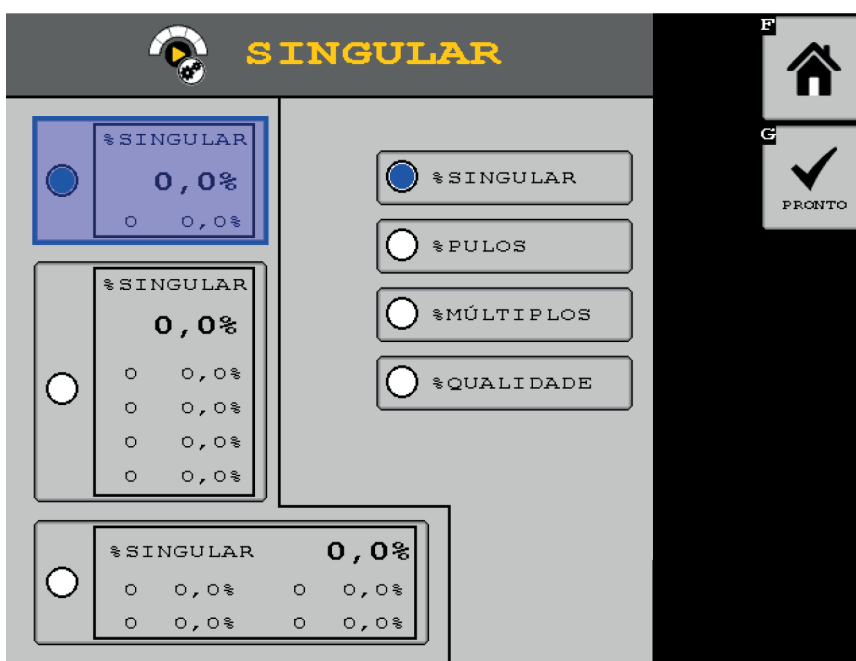 SINGULAR
%SINGULAR
0,0%
0 0,0%
%SINGULAR
0,0%
0 0,0%
0 0,0%
0 0,0%
0 0,0%
%SINGULAR 0,0%
0 0,0% 0 0,0%
0 0,0% 0 0,0%
%SINGULAR
%PULOS
%MÚLTIPLOS
%QUALIDADE
F
G
PRONTO